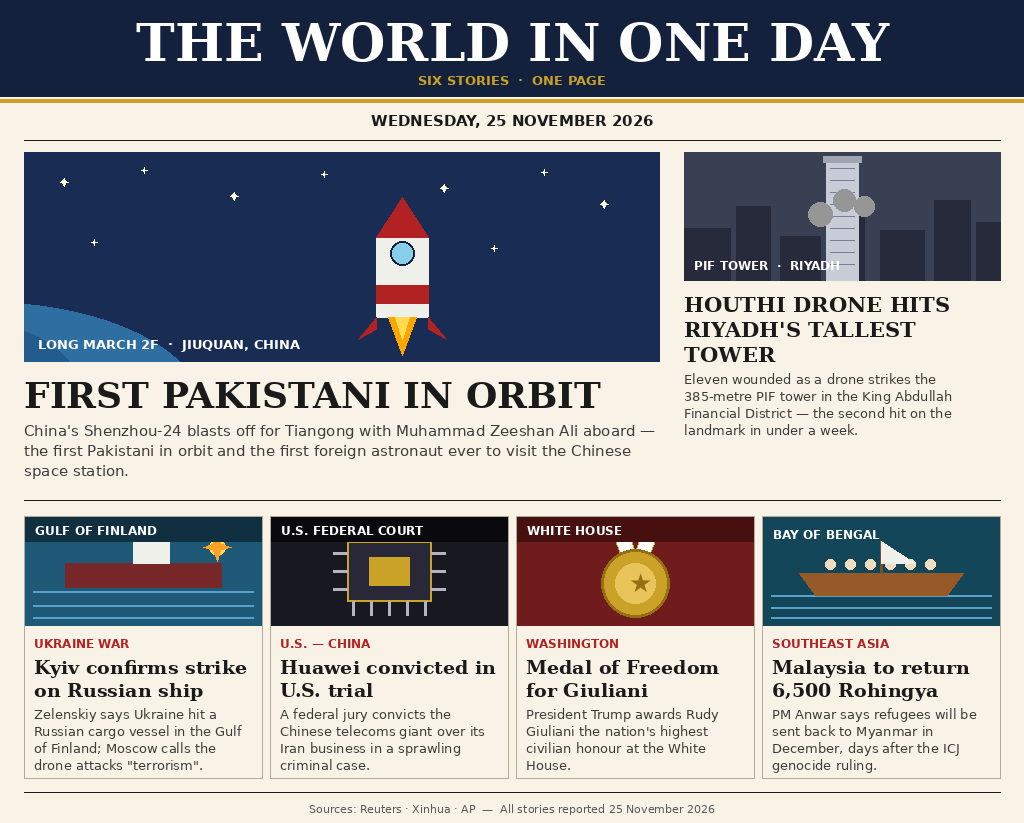 THE WORLD IN ONE DAY
SIX STORIES · ONE PAGE
WEDNESDAY, 25 NOVEMBER 2026
LONG MARCH 2F · JIUQUAN, CHINA
FIRST PAKISTANI IN ORBIT
China's Shenzhou-24 blasts off for Tiangong with Muhammad Zeeshan Ali aboard —
the first Pakistani in orbit and the first foreign astronaut ever to visit the Chinese
space station.
PIF TOWER · RIYADH
HOUTHI DRONE HITS
RIYADH'S TALLEST
TOWER
Eleven wounded as a drone strikes the
385-metre PIF tower in the King Abdullah
Financial District — the second hit on the
landmark in under a week.
GULF OF FINLAND
UKRAINE WAR
Kyiv confirms strike
on Russian ship
Zelenskiy says Ukraine hit a
Russian cargo vessel in the Gulf
of Finland; Moscow calls the
drone attacks "terrorism".
U.S. FEDERAL COURT
U.S. — CHINA
Huawei convicted in
U.S. trial
A federal jury convicts the
Chinese telecoms giant over its
Iran business in a sprawling
criminal case.
WHITE HOUSE
WASHINGTON
Medal of Freedom
for Giuliani
President Trump awards Rudy
Giuliani the nation's highest
civilian honour at the White
House.
BAY OF BENGAL
SOUTHEAST ASIA
Malaysia to return
6,500 Rohingya
PM Anwar says refugees will be
sent back to Myanmar in
December, days after the ICJ
genocide ruling.
Sources: Reuters · Xinhua · AP — All stories reported 25 November 2026